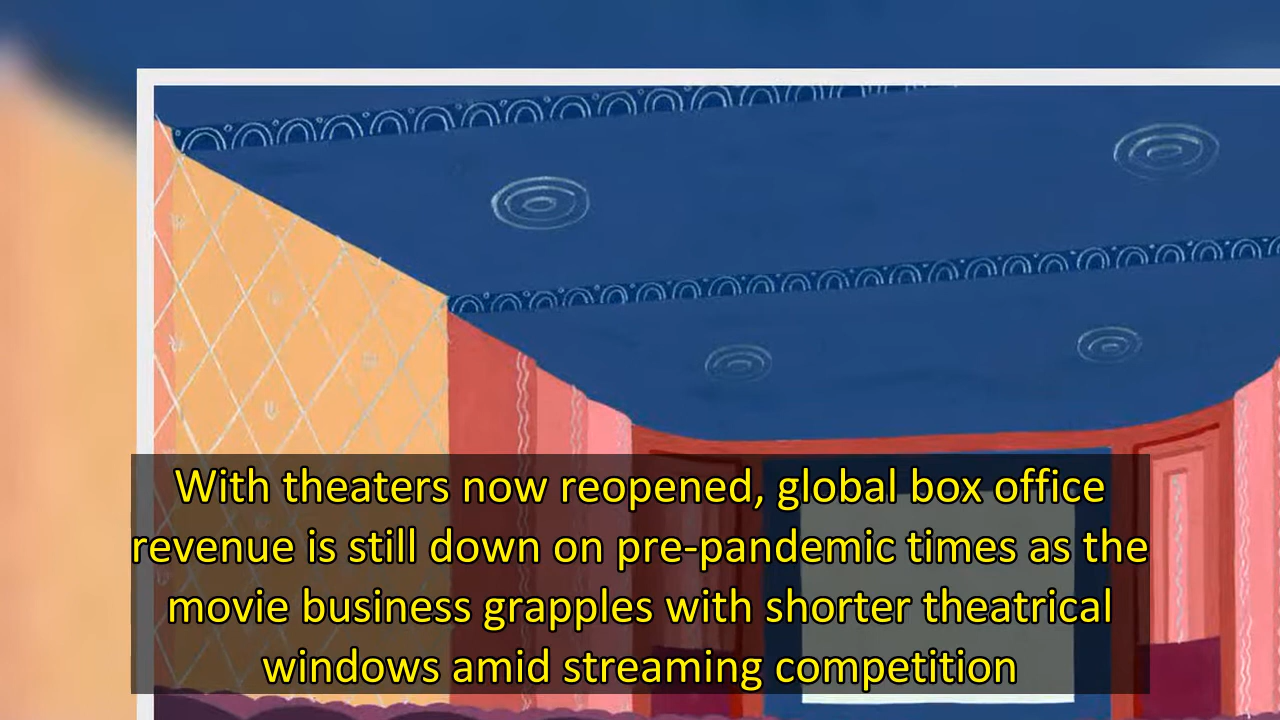 With theaters now reopened, global box office
revenue is still down on pre-pandemic times as the
movie business grapples with shorter theatrical
windows amid streaming competition